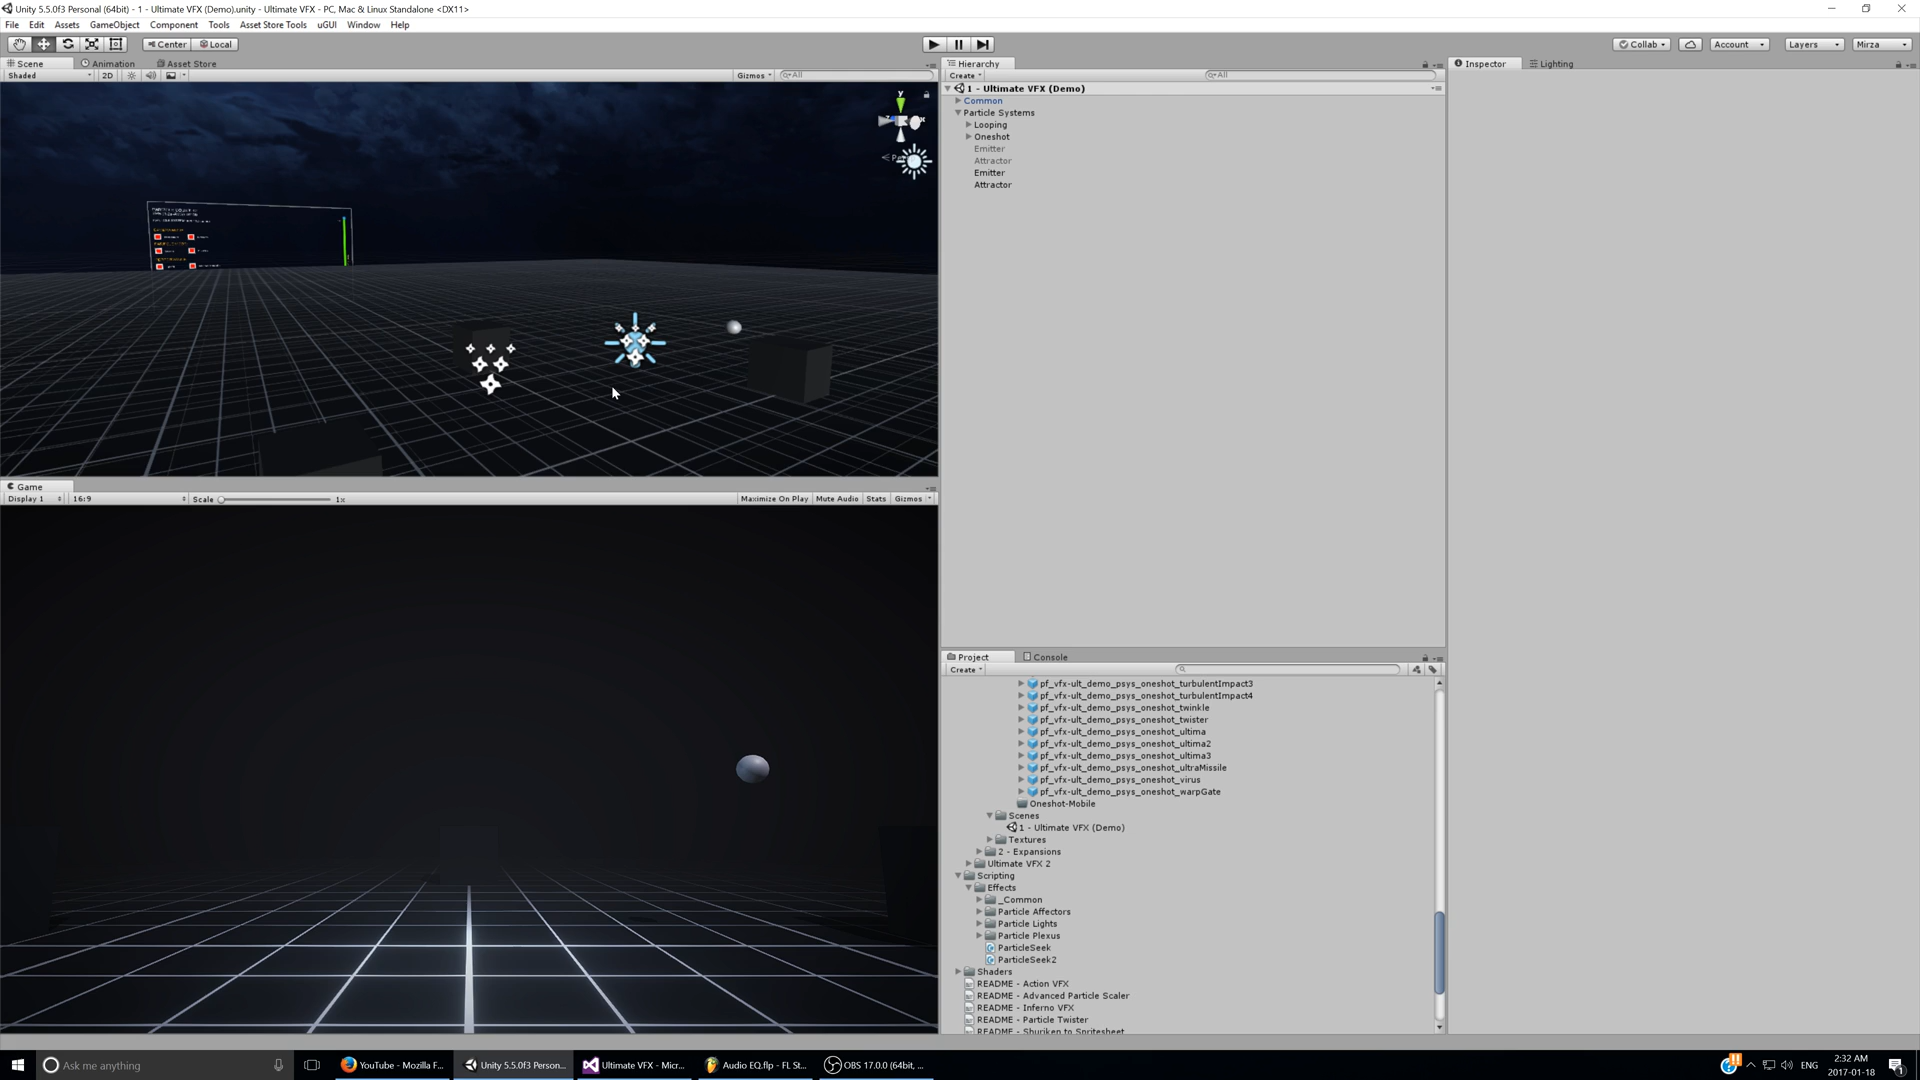 Unity 5.5.0f3 Personal (64bit) - 1 - Ultimate VFX (Demo).unity - Ultimate VFX - PC, Mac & Linux Standalone <DX11>
File Edit Assets GameObject Component Tools Asset Store Tools uGUI Window Help
Center Local
Collab Account Layers Mirza
Scene Animation Asset Store
Shaded 2D Gizmos All
y
Hierarchy
Create All
1 - Ultimate VFX (Demo)
Common
Particle Systems
Looping
Oneshot
Emitter
Attractor
Emitter
Attractor
Inspector Lighting
Game
Display 1 16:9 Scale 1x Maximize On Play Mute Audio Stats Gizmos
Project Console
Create
pf_vfx-ult_demo_psys_oneshot_turbulentImpact3
pf_vfx-ult_demo_psys_oneshot_turbulentImpact4
pf_vfx-ult_demo_psys_oneshot_twinkle
pf_vfx-ult_demo_psys_oneshot_twister
pf_vfx-ult_demo_psys_oneshot_ultima
pf_vfx-ult_demo_psys_oneshot_ultima2
pf_vfx-ult_demo_psys_oneshot_ultima3
pf_vfx-ult_demo_psys_oneshot_ultraMissile
pf_vfx-ult_demo_psys_oneshot_virus
pf_vfx-ult_demo_psys_oneshot_warpGate
Oneshot-Mobile
Scenes
1 - Ultimate VFX (Demo)
Textures
2 - Expansions
Ultimate VFX 2
Scripting
Effects
_Common
Particle Affectors
Particle Lights
Particle Plexus
ParticleSeek
ParticleSeek2
Shaders
README - Action VFX
README - Advanced Particle Scaler
README - Inferno VFX
README - Particle Twister
README - Shuriken to Spritesheet
Ask me anything
YouTube - Mozilla F...
Unity 5.5.0f3 Person...
Ultimate VFX - Micr...
Audio EQ.flp - FL St...
OBS 17.0.0 (64bit, ...
ENG
2:32 AM
2017-01-18
1